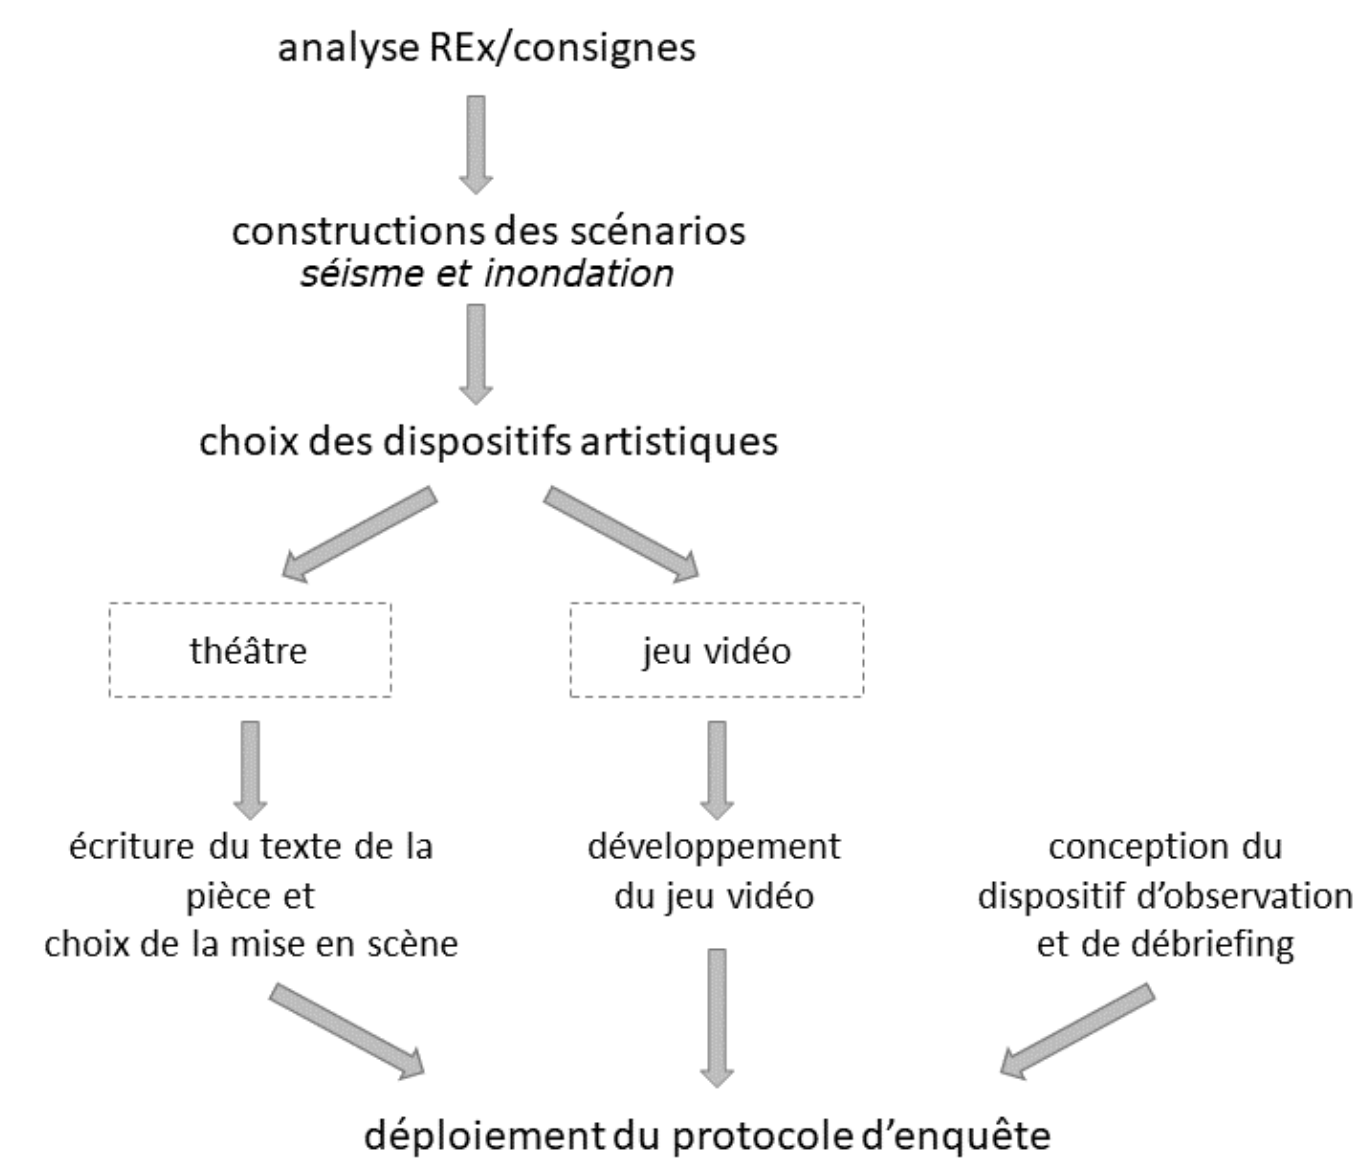 analyse REx/consignes
constructions des scénarios
séisme et inondation
choix des dispositifs artistiques
théâtre
jeu vidéo
écriture du texte de la
pièce et
choix de la mise en scène
développement
du jeu vidéo
conception du
dispositif d’observation
et de débriefing
déploiement du protocole d’enquête